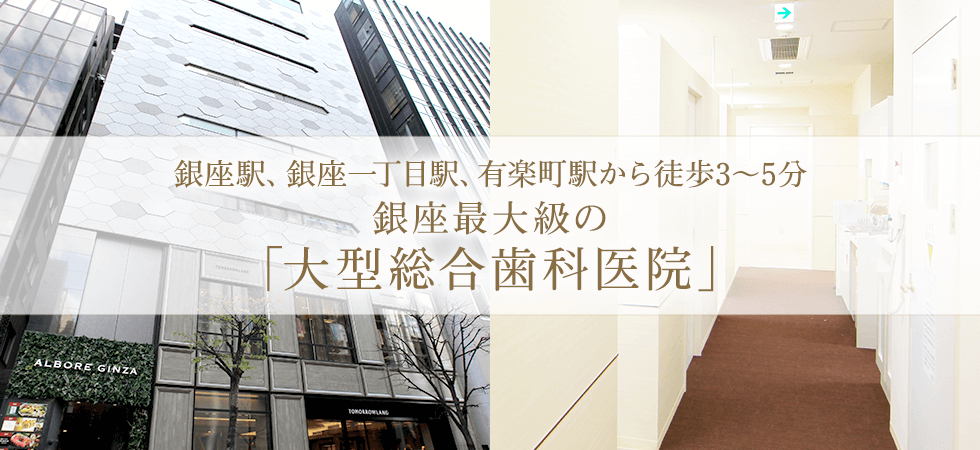 銀座駅、銀座一丁目駅、有楽町駅から徒歩3〜5分
銀座最大級の
「大型総合歯科医院」
TOMORROWLAND
ALBORE GINZA
TOMORROWLAND